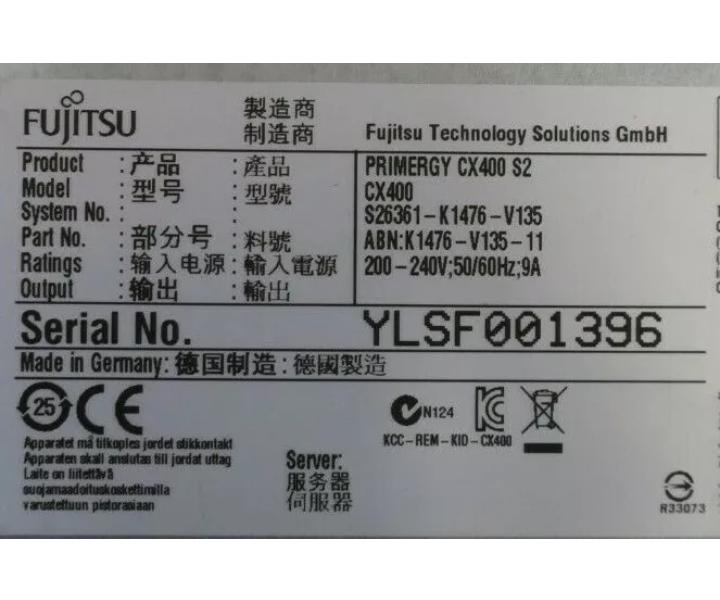 FUJITSU
製造商
制造商
Fujitsu Technology Solutions GmbH
Product : 产品 : 產品 PRIMERGY CX400 S2
Model : 型号 : 型號 CX400
System No. : : S26361-K1476-V135
Part No. : 部分号 : 料號 ABN:K1476-V135-11
Ratings : 输入电源 : 輸入電源 200-240V;50/60Hz;9A
Output : 输出 : 輸出
Serial No. YLSF001396
Made in Germany: 德国制造: 德國製造
25 CE N124
KCC-REM-KID-CX400
Apparatet må tilkoples jordet stikkontakt
Apparaten skall anslutas till jordat uttag
Laite on liitettävä
suojamaadoituskoskettimilla
varustettuun pistorasiaan
Server:
服务器
伺服器
R33073